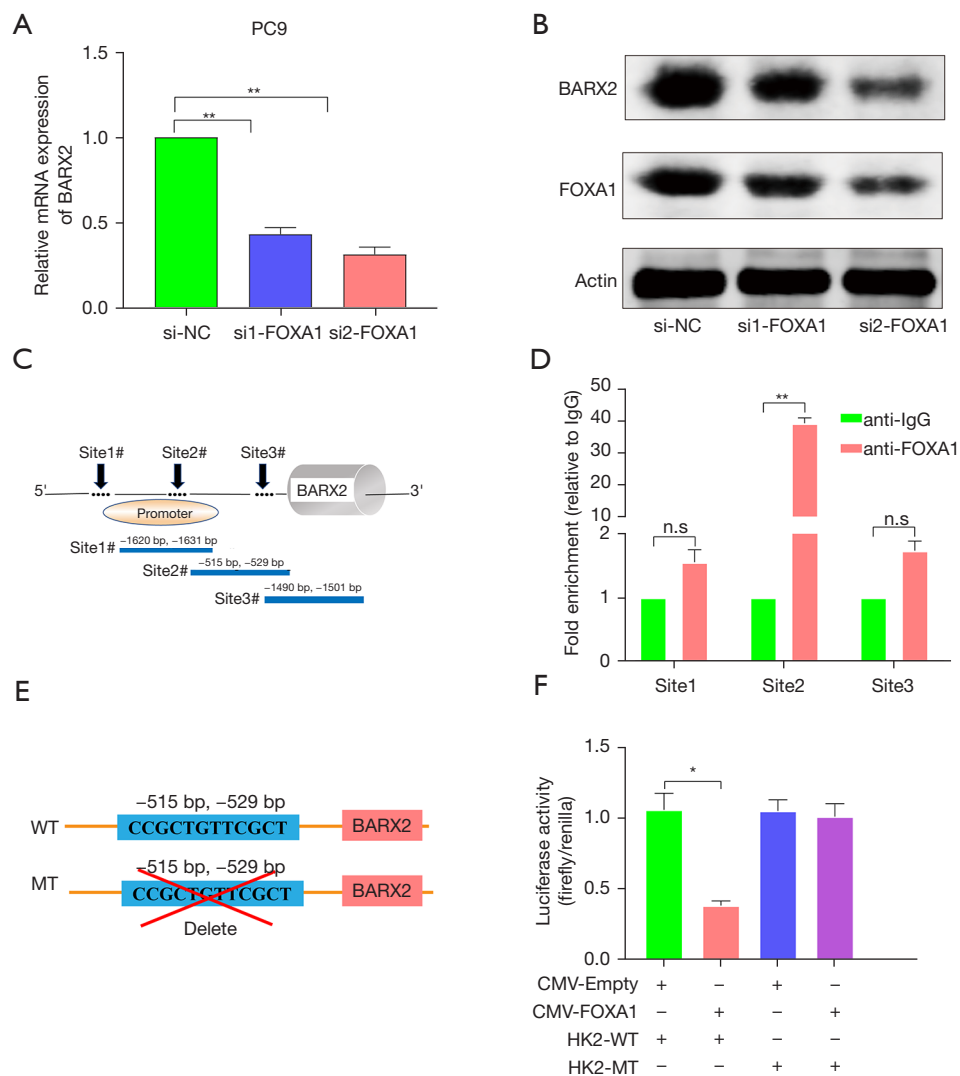 A
PC9
Relative mRNA expression
of BARX2
1.5
1.0
0.5
0.0
**
**
si-NC
si1-FOXA1
si2-FOXA1
B
BARX2
FOXA1
Actin
si-NC
si1-FOXA1
si2-FOXA1
C
Site1#
Site2#
Site3#
5'
BARX2
3'
Promoter
Site1#
−1620 bp, −1631 bp
Site2#
−515 bp, −529 bp
Site3#
−1490 bp, −1501 bp
D
Fold enrichment (relative to IgG)
50
40
30
20
10
2
1
0
**
n.s
n.s
anti-IgG
anti-FOXA1
Site1
Site2
Site3
E
−515 bp, −529 bp
WT
CCGCTGTTCGCT
BARX2
−515 bp, −529 bp
MT
CCGCTGTTCGCT
BARX2
Delete
F
Luciferase activity
(firefly/renilla)
1.5
1.0
0.5
0.0
*
CMV-Empty + − + −
CMV-FOXA1 − + − +
HK2-WT + + − −
HK2-MT − − + +